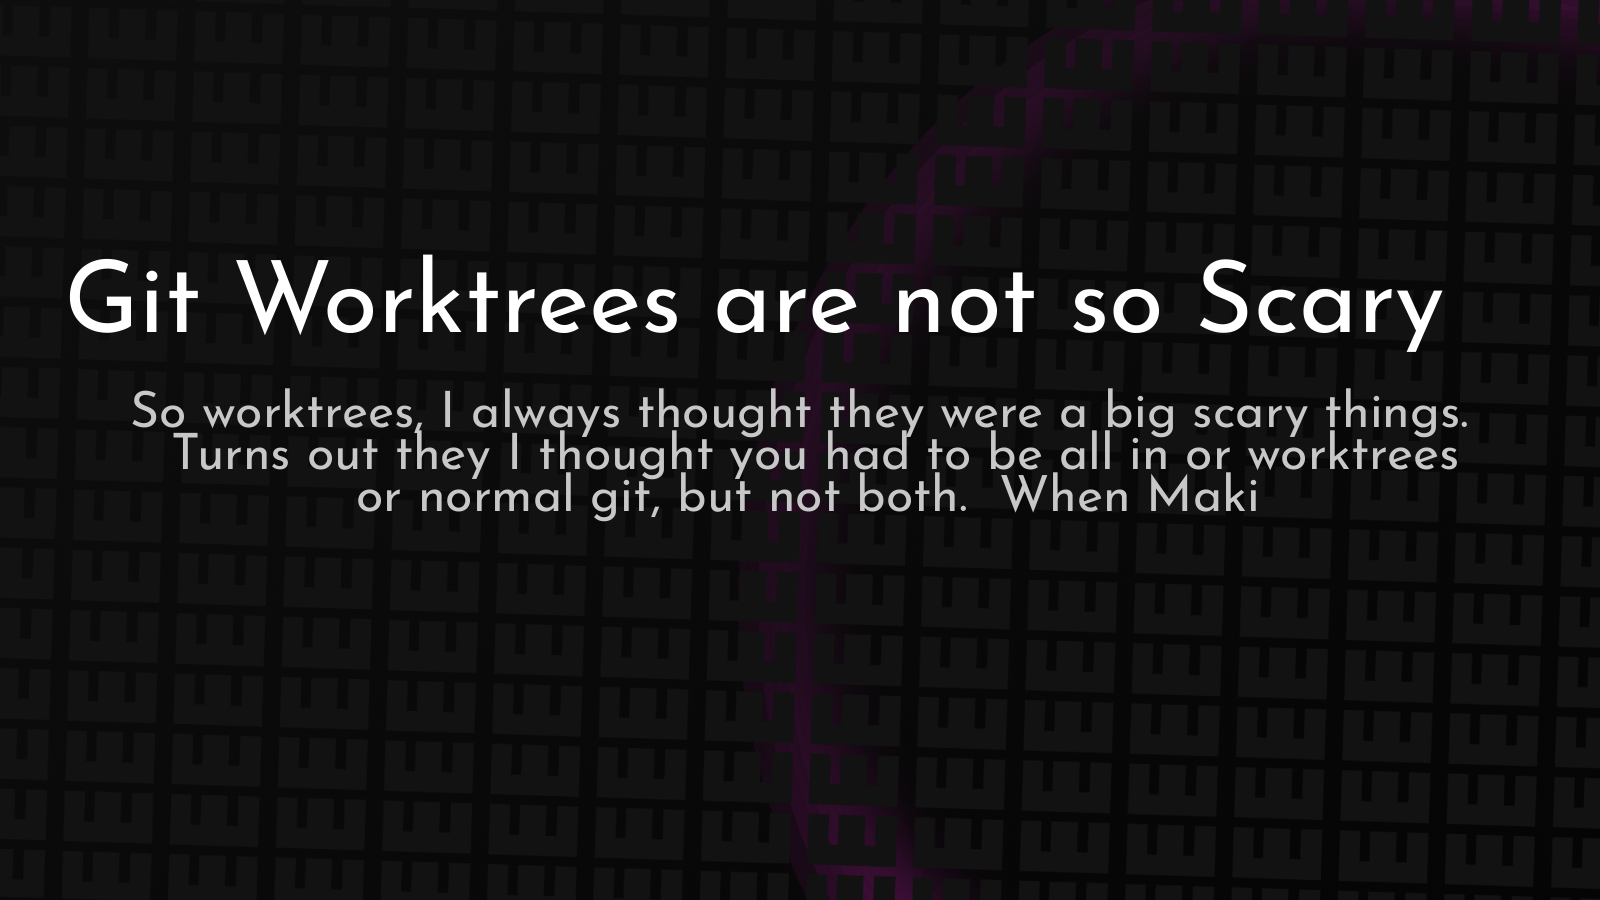 Git Worktrees are not so Scary
So worktrees, I always thought they were a big scary things.
Turns out they I thought you had to be all in or worktrees
or normal git, but not both.  When Maki